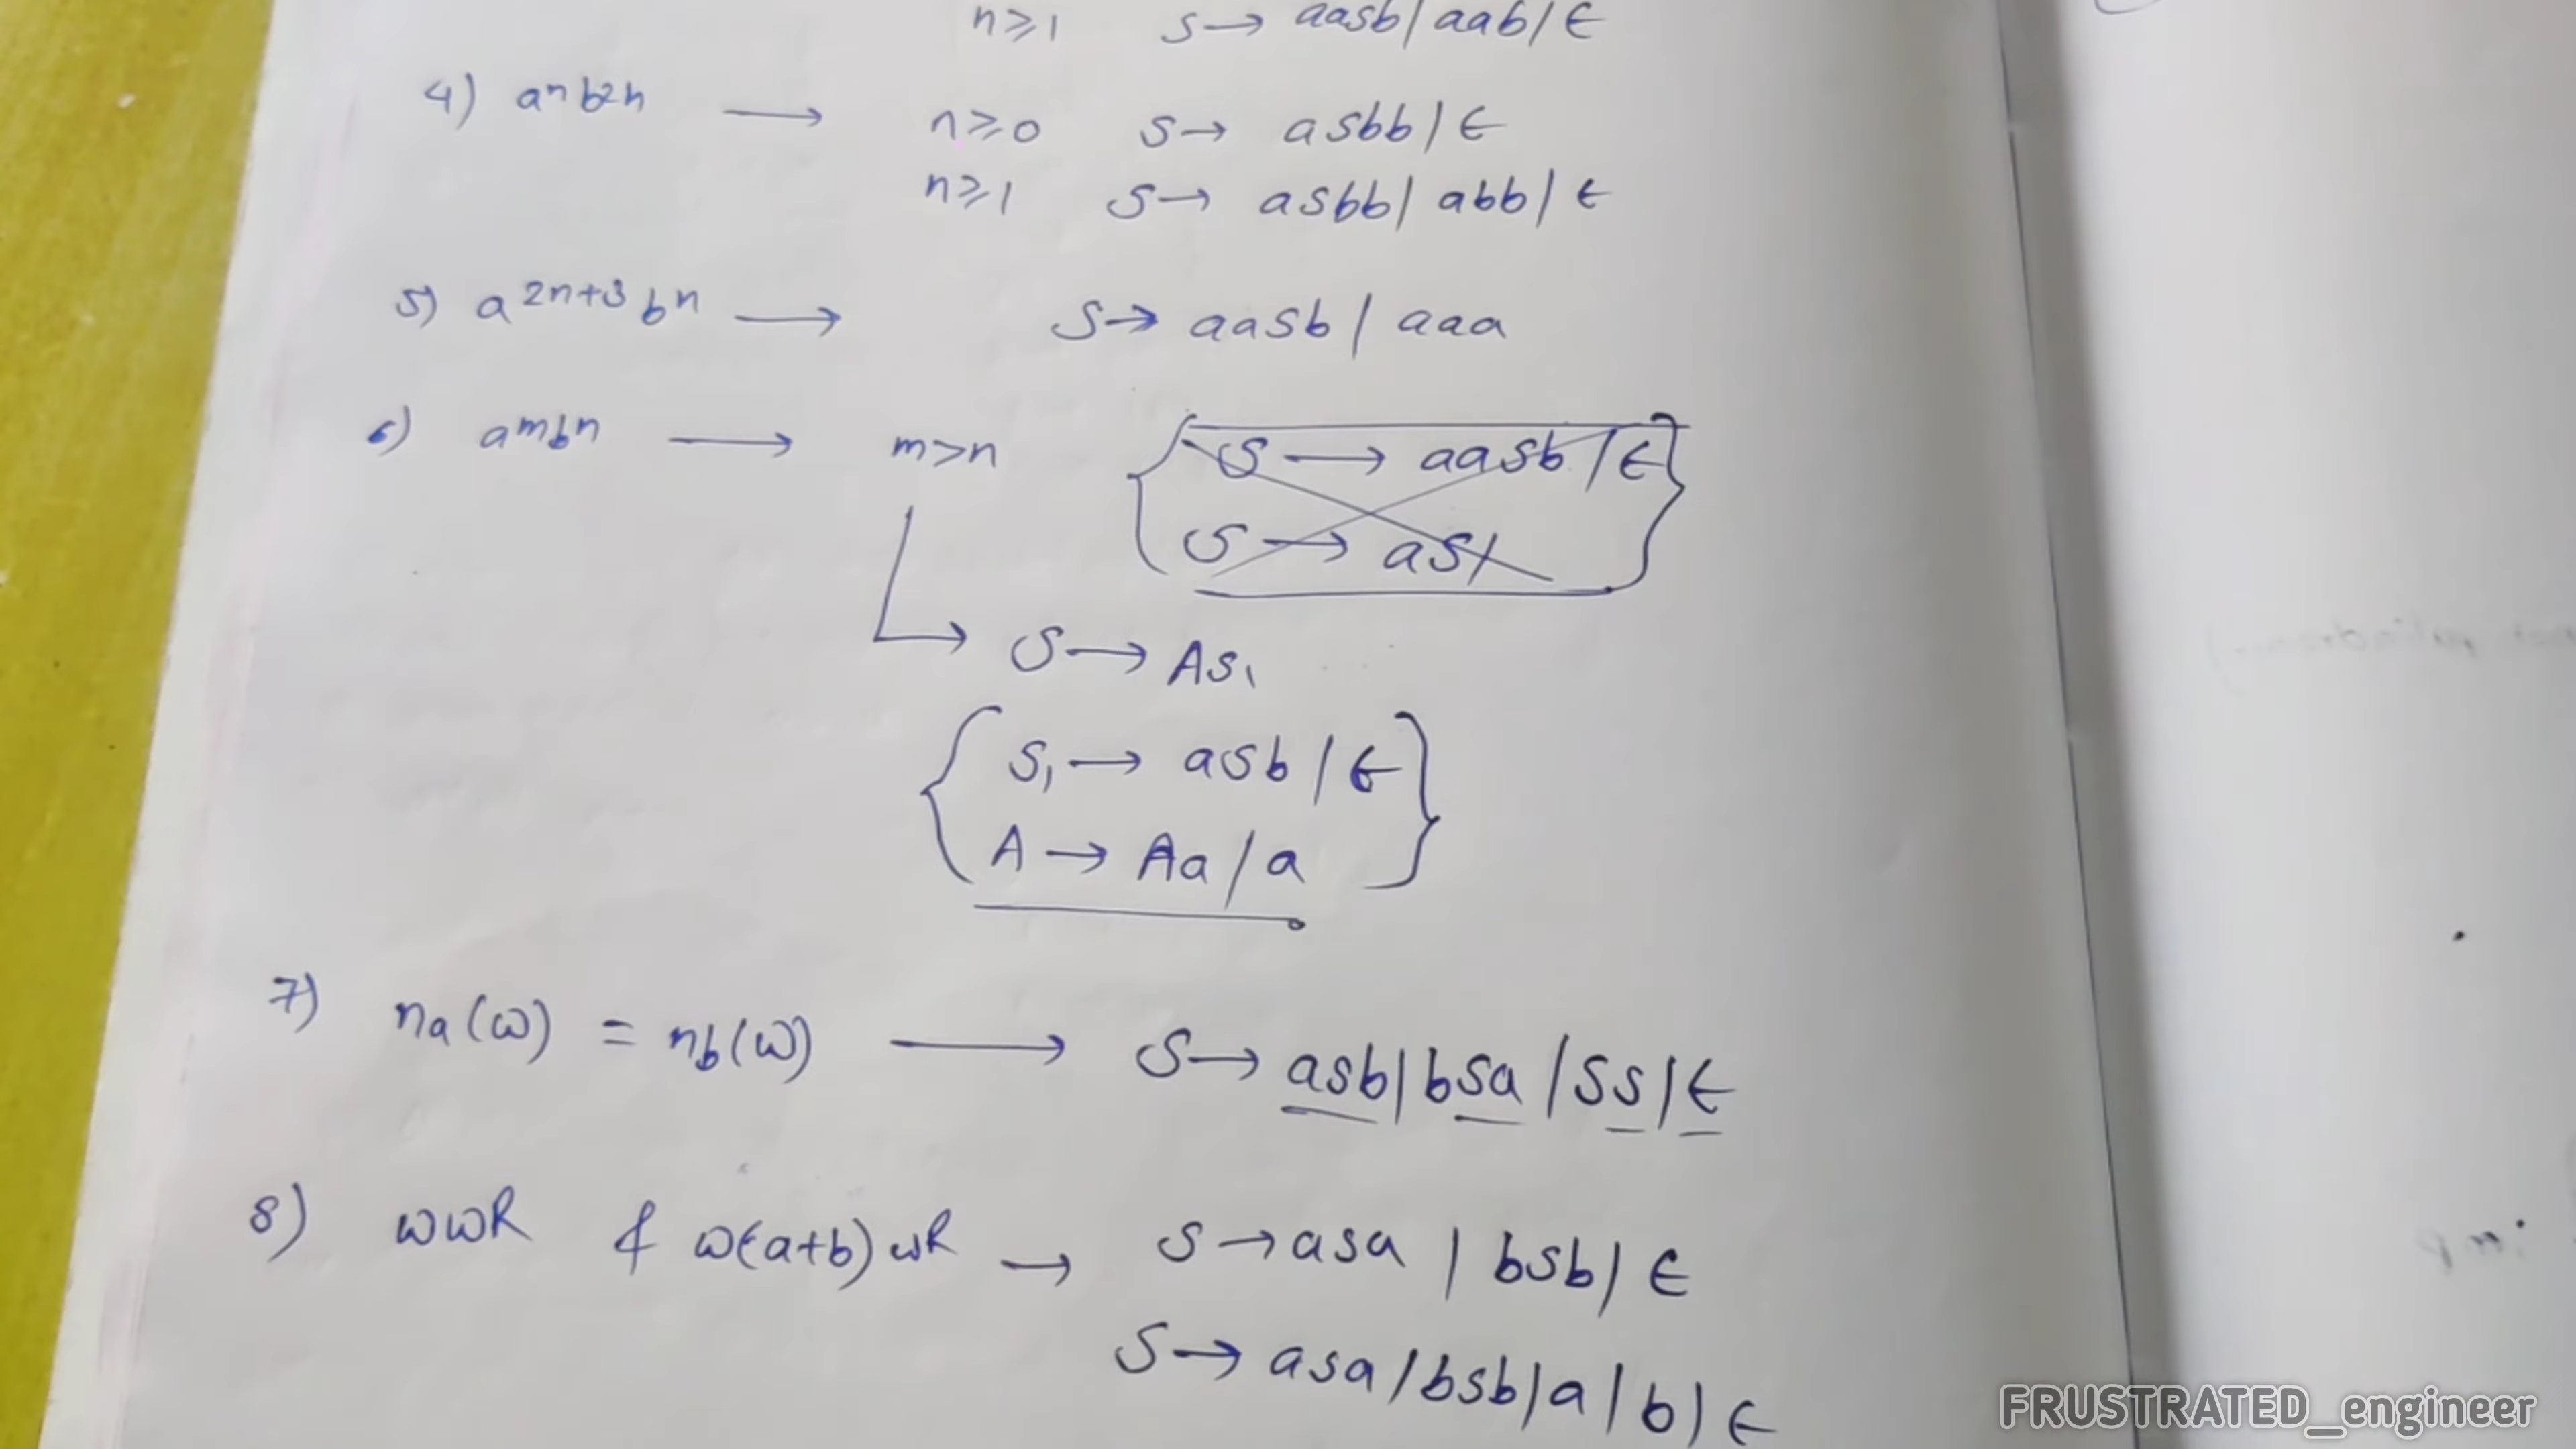 n≥1 S→ aasb/aab/ϵ
4) aⁿb²ⁿ → n≥0 S→ asbb/ϵ
n≥1 S→ asbb/abb/ϵ
5) a²ⁿ⁺³bⁿ → S→ aasb/aaa
6) aᵐbⁿ → m>n S→ aasb/ϵ
S→ as/
S→ AS₁
S₁→ asb/ϵ
A→ Aa/a
7) na(ω) = nb(ω) → S→ asb/bsa/ss/ϵ
8) ωωR & ω(a+b)ωR → S→asa/bsb/ϵ
S→ asa/bsb/a/b/ϵ
FRUSTRATED_engineer